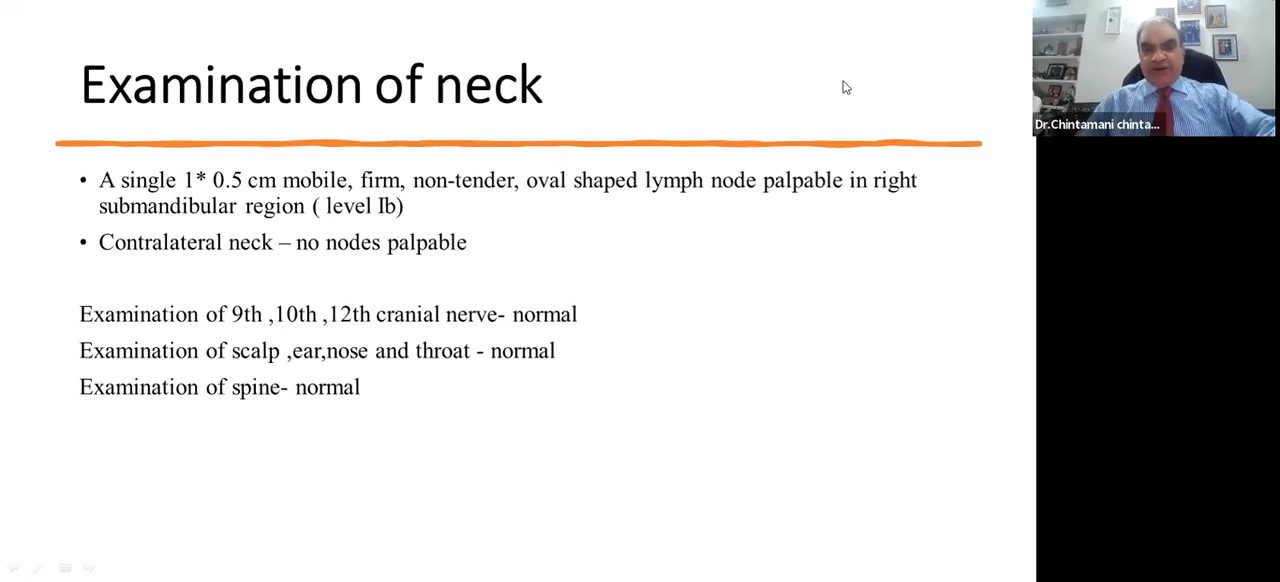 Examination of neck
• A single 1* 0.5 cm mobile, firm, non-tender, oval shaped lymph node palpable in right
submandibular region ( level Ib)
• Contralateral neck – no nodes palpable
Examination of 9th ,10th ,12th cranial nerve- normal
Examination of scalp ,ear,nose and throat - normal
Examination of spine- normal
Dr.Chintamani chinta...